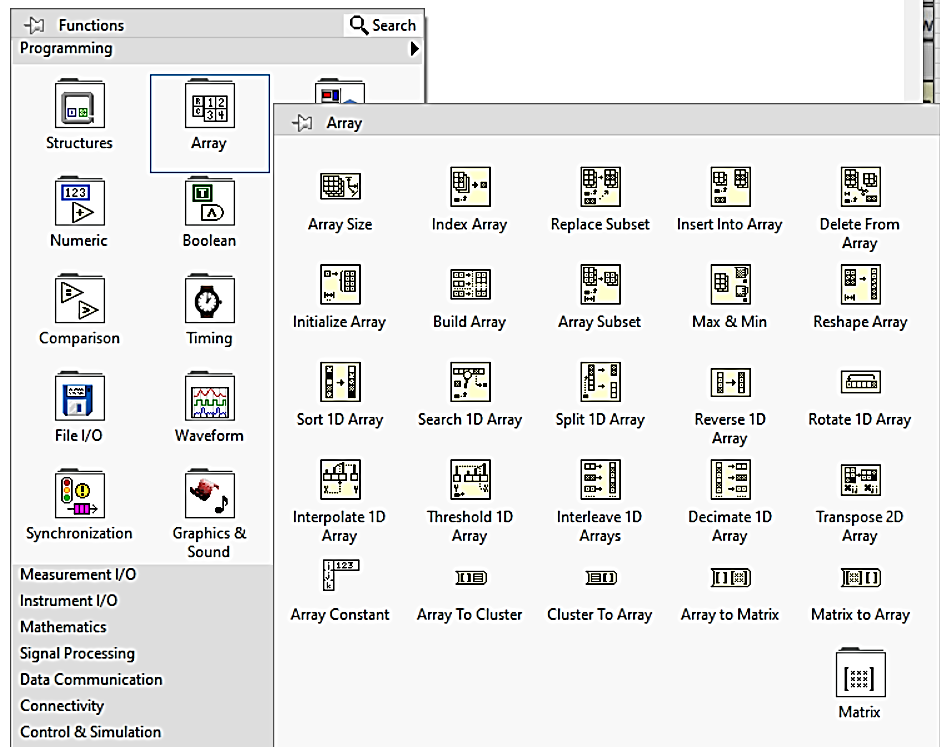 Functions
Search
Programming
Structures
Array
Numeric
Boolean
Comparison
Timing
File I/O
Waveform
Synchronization
Graphics &
Sound
Measurement I/O
Instrument I/O
Mathematics
Signal Processing
Data Communication
Connectivity
Control & Simulation
Array
Array Size
Index Array
Replace Subset
Insert Into Array
Delete From
Array
Initialize Array
Build Array
Array Subset
Max & Min
Reshape Array
Sort 1D Array
Search 1D Array
Split 1D Array
Reverse 1D
Array
Rotate 1D Array
Interpolate 1D
Array
Threshold 1D
Array
Interleave 1D
Arrays
Decimate 1D
Array
Transpose 2D
Array
Array Constant
Array To Cluster
Cluster To Array
Array to Matrix
Matrix to Array
Matrix